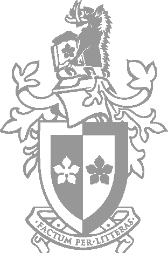 · FACTUM PER · LITTERAS ·